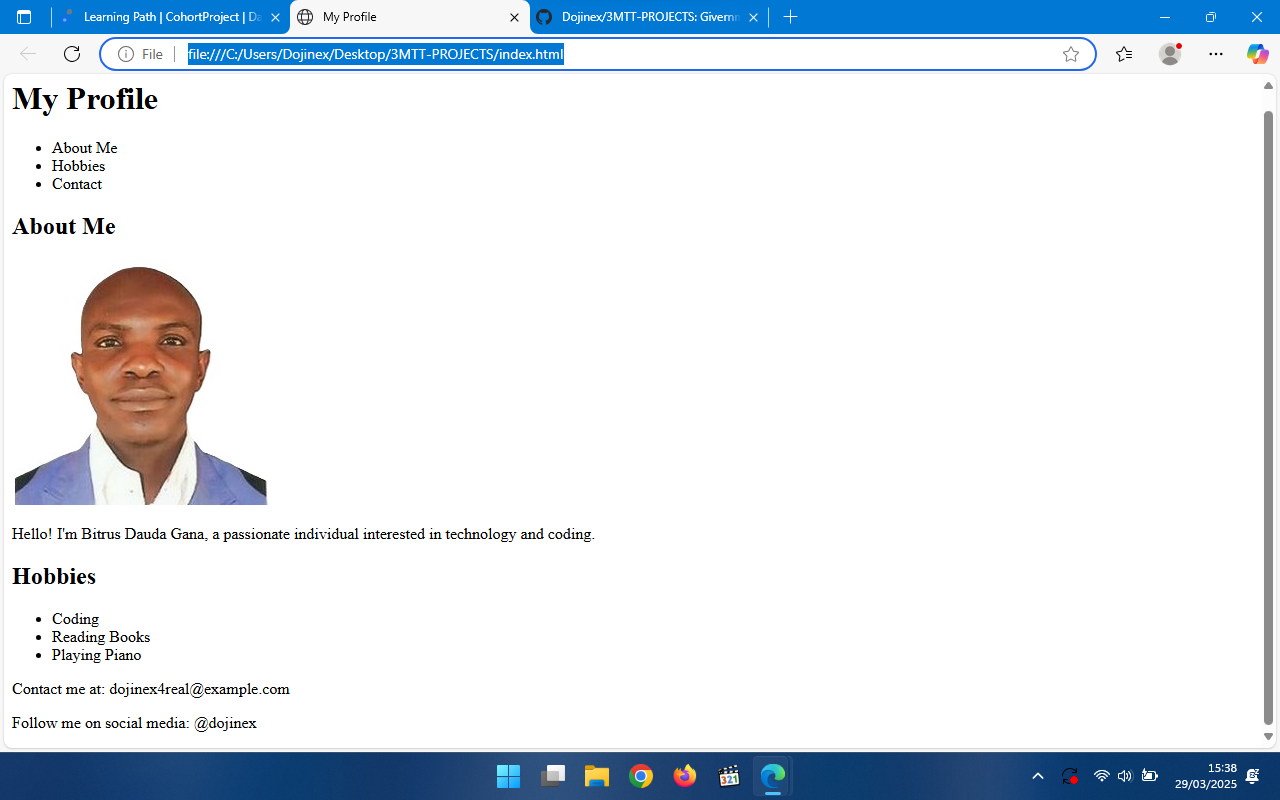 Learning Path | CohortProject | Da
My Profile
Dojinex/3MTT-PROJECTS: Givernm
File
file:///C:/Users/Dojinex/Desktop/3MTT-PROJECTS/index.html
My Profile
• About Me
• Hobbies
• Contact
About Me
Hello! I'm Bitrus Dauda Gana, a passionate individual interested in technology and coding.
Hobbies
• Coding
• Reading Books
• Playing Piano
Contact me at: dojinex4real@example.com
Follow me on social media: @dojinex
321
15:38
29/03/2025